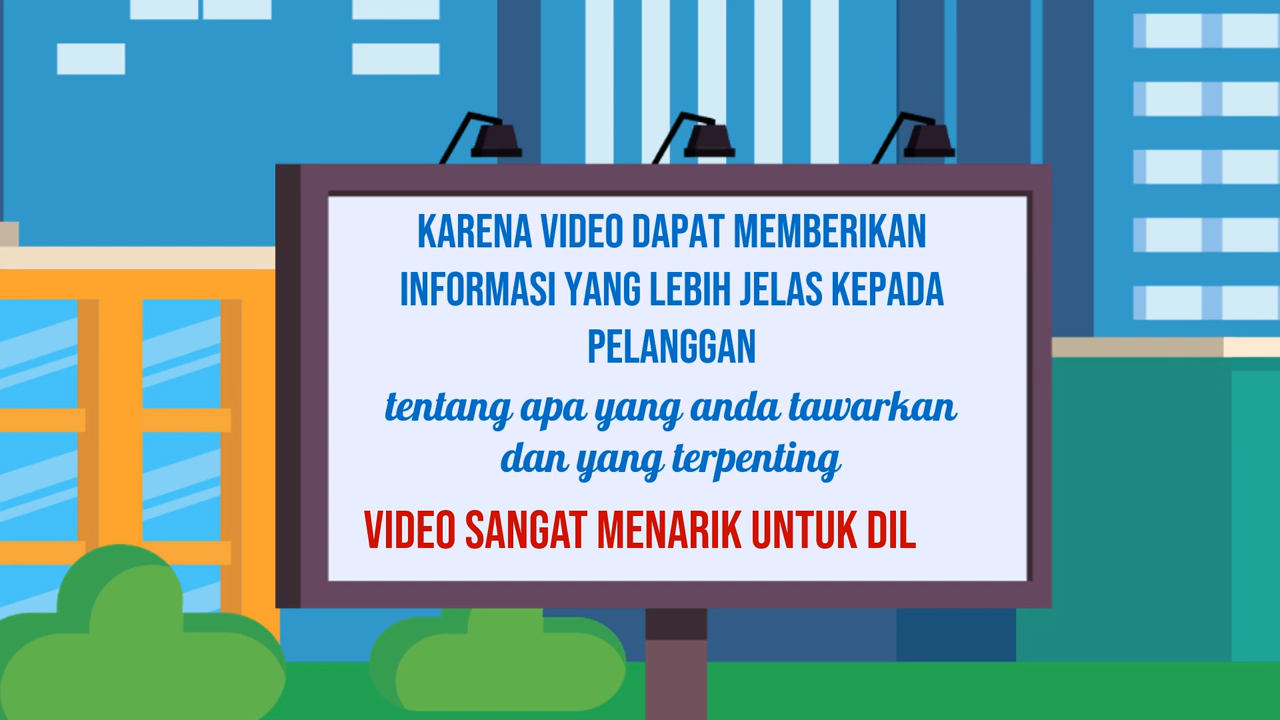 KARENA VIDEO DAPAT MEMBERIKAN
INFORMASI YANG LEBIH JELAS KEPADA
PELANGGAN
tentang apa yang anda tawarkan
dan yang terpenting
VIDEO SANGAT MENARIK UNTUK DIL